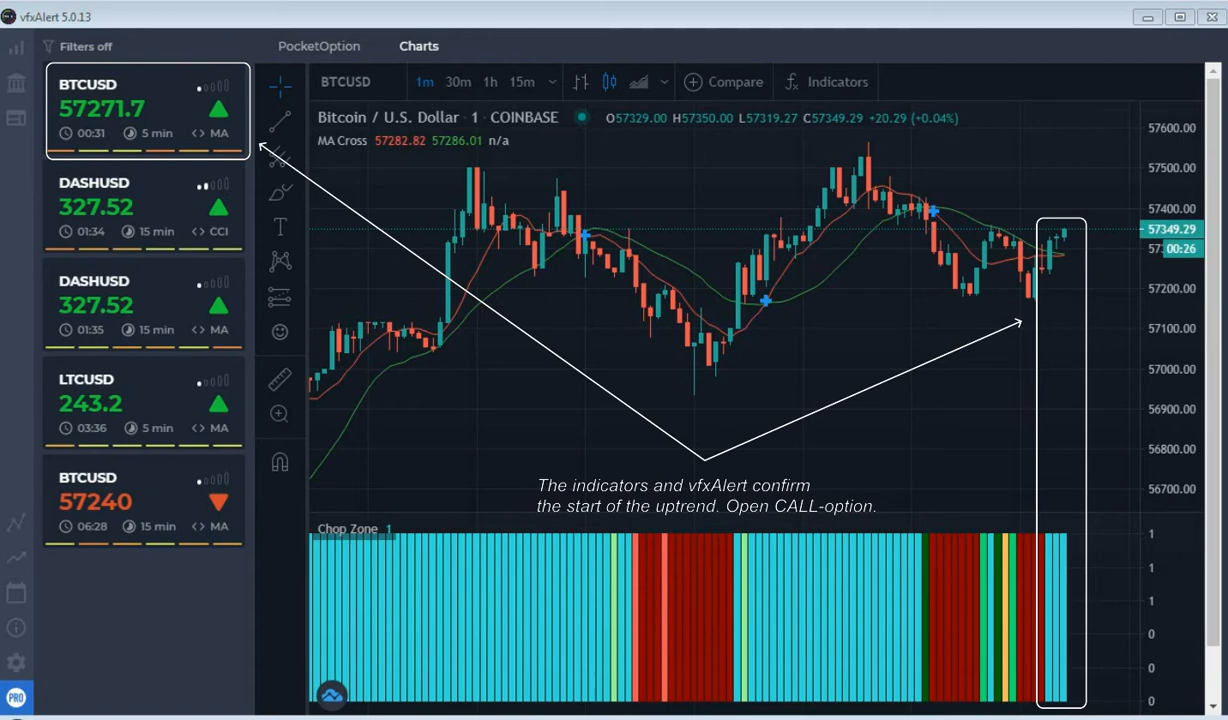 vfxAlert 5.0.13
Filters off
PocketOption
Charts
BTCUSD
57271.7
00:31 5 min <> MA
DASHUSD
327.52
01:34 15 min <> CCI
DASHUSD
327.52
01:35 15 min <> MA
LTCUSD
243.2
03:36 5 min <> MA
BTCUSD
57240
06:28 15 min <> MA
PRO
BTCUSD 1m 30m 1h 15m Compare Indicators
Bitcoin / U.S. Dollar · 1 · COINBASE O57329.00 H57350.00 L57319.27 C57349.29 +20.29 (+0.04%)
MA Cross 57282.82 57286.01 n/a
57600.00
57500.00
57400.00
57349.29
00:26
57200.00
57100.00
57000.00
56900.00
56800.00
56700.00
The indicators and vfxAlert confirm
the start of the uptrend. Open CALL-option.
Chop Zone 1
1
1
1
0
0
0